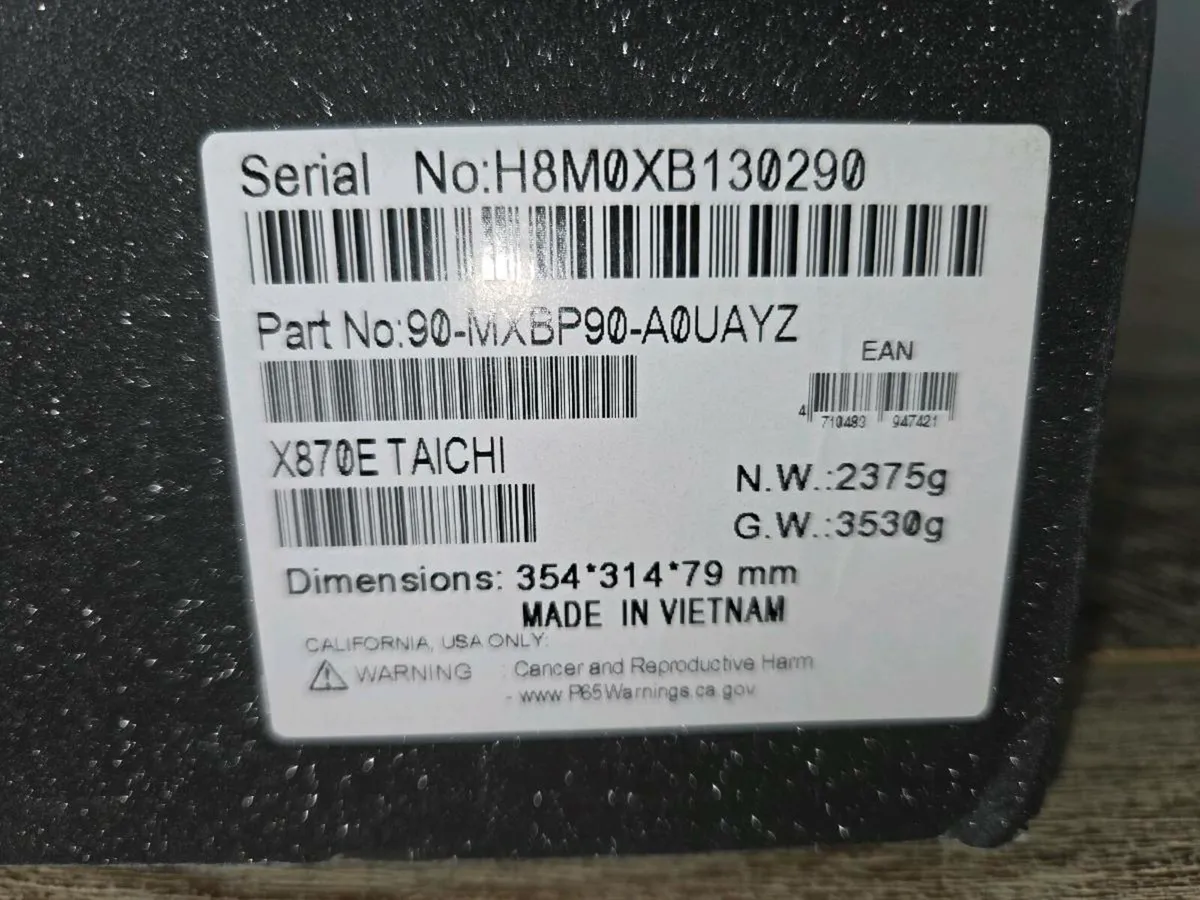 Serial No:H8M0XB130290
Part No:90-MXBP90-A0UAYZ
EAN
4 710483 947421
X870E TAICHI
N.W.:2375g
G.W.:3530g
Dimensions: 354*314*79 mm
MADE IN VIETNAM
CALIFORNIA, USA ONLY:
WARNING : Cancer and Reproductive Harm
- www.P65Warnings.ca.gov